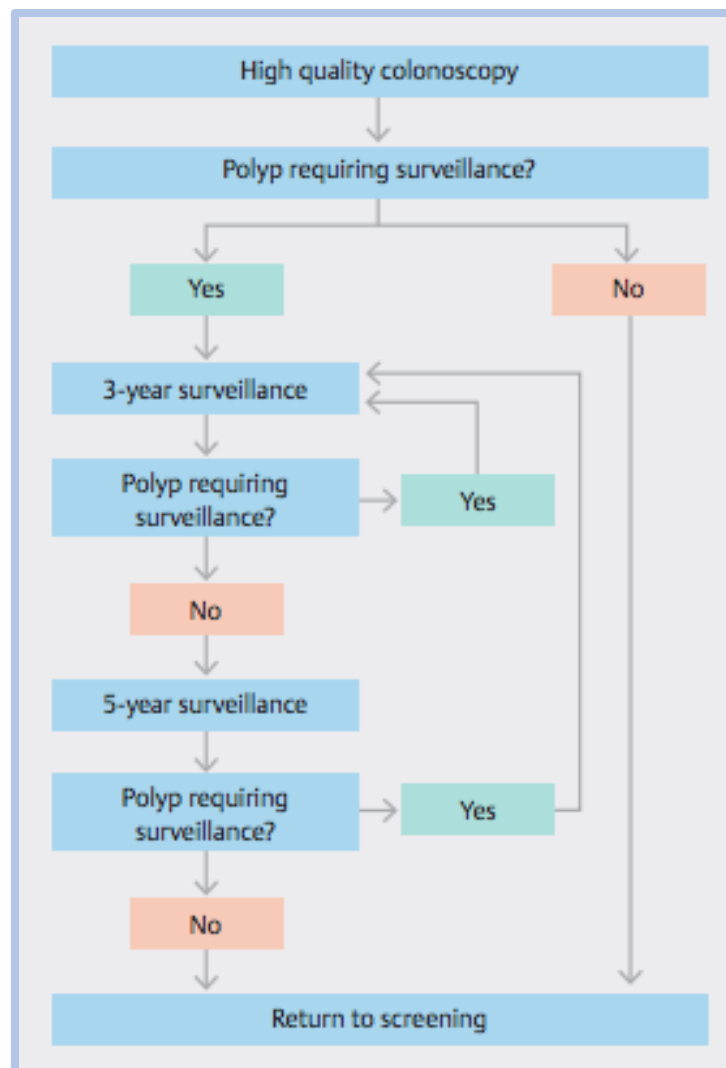 High quality colonoscopy
Polyp requiring surveillance?
Yes
No
3-year surveillance
Polyp requiring
surveillance?
Yes
No
5-year surveillance
Polyp requiring
surveillance?
Yes
No
Return to screening